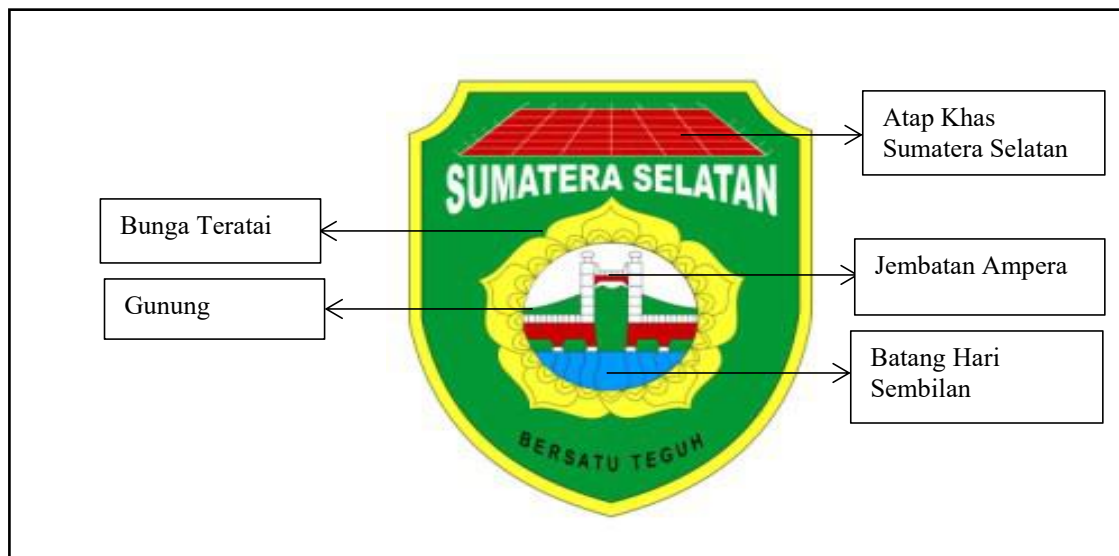 Atap Khas
Sumatera Selatan
SUMATERA SELATAN
Bunga Teratai
Jembatan Ampera
Gunung
Batang Hari
Sembilan
BERSATU TEGUH